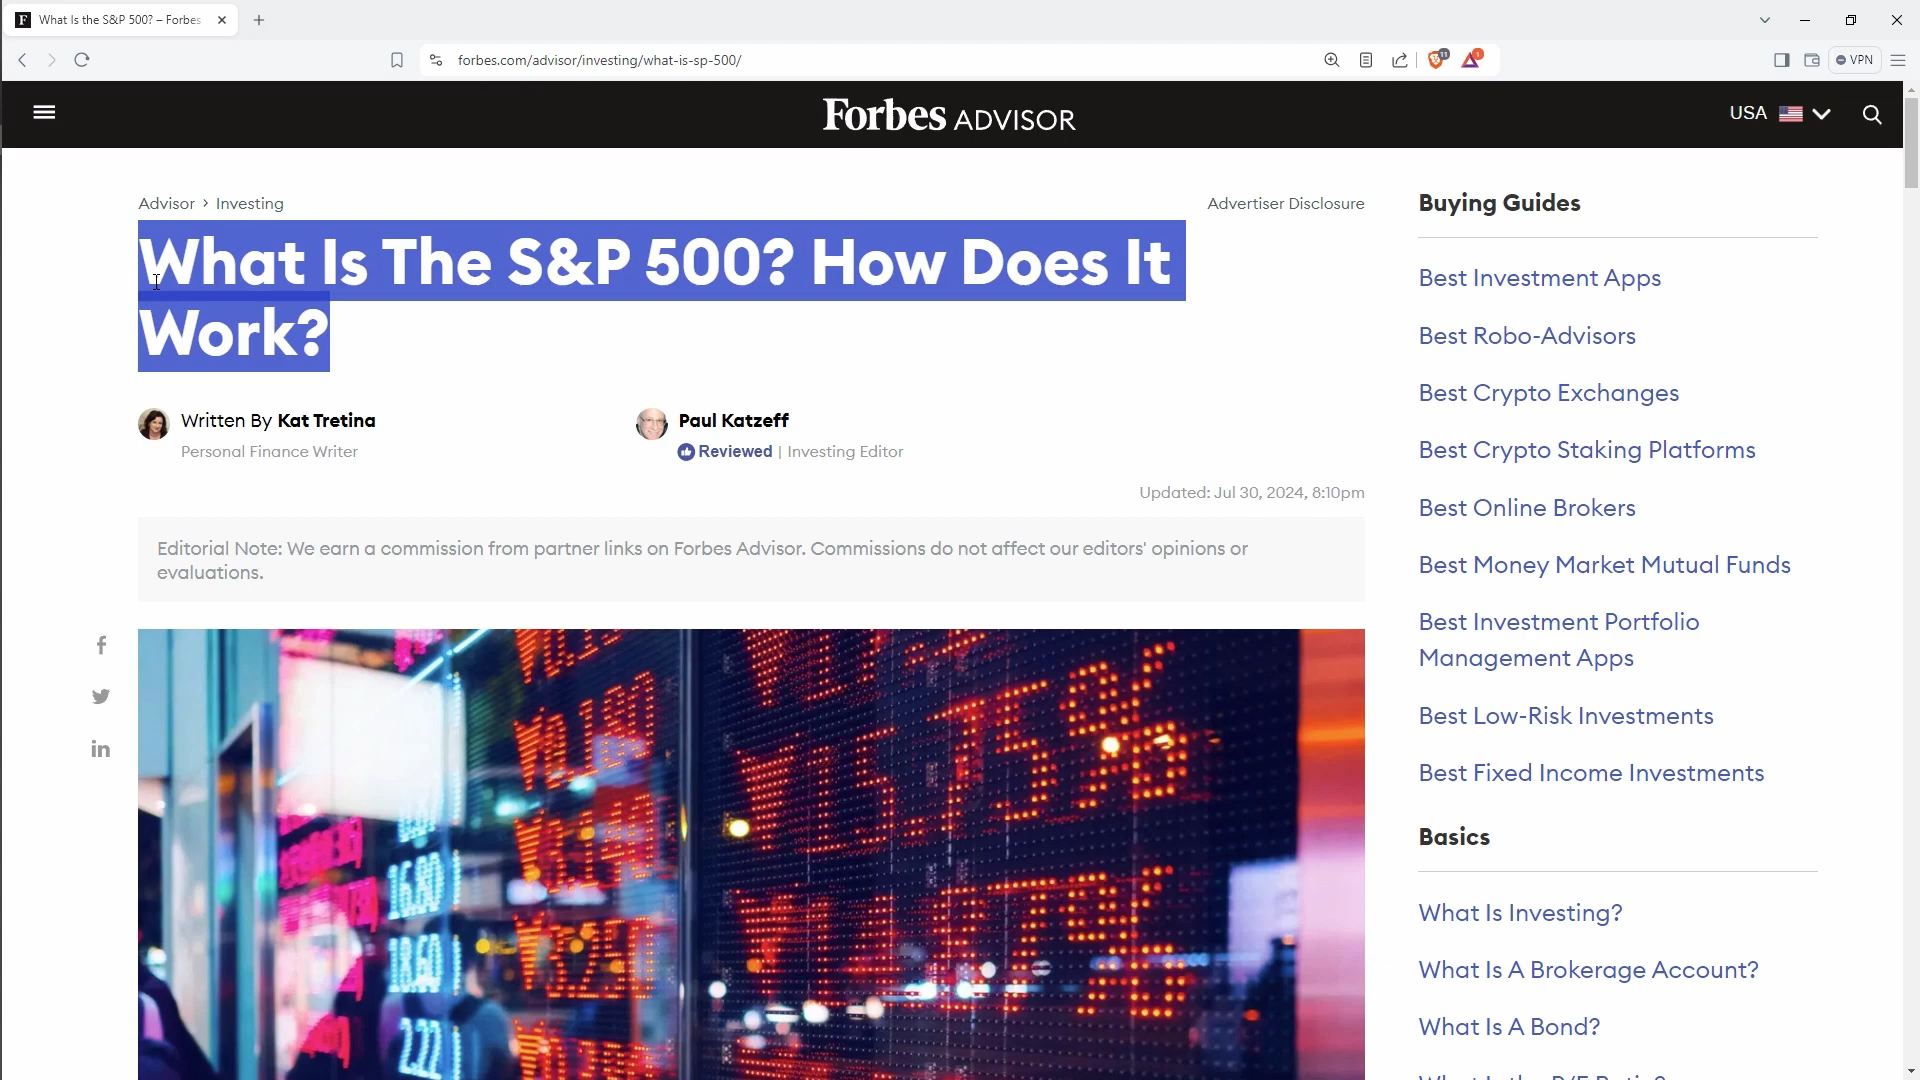 What Is the S&P 500? – Forbes
forbes.com/advisor/investing/what-is-sp-500/
11
1
VPN
Forbes ADVISOR
USA
Advisor > Investing
Advertiser Disclosure
What Is The S&P 500? How Does It
Work?
Written By Kat Tretina
Personal Finance Writer
Paul Katzeff
Reviewed | Investing Editor
Updated: Jul 30, 2024, 8:10pm
Editorial Note: We earn a commission from partner links on Forbes Advisor. Commissions do not affect our editors' opinions or
evaluations.
Buying Guides
Best Investment Apps
Best Robo-Advisors
Best Crypto Exchanges
Best Crypto Staking Platforms
Best Online Brokers
Best Money Market Mutual Funds
Best Investment Portfolio
Management Apps
Best Low-Risk Investments
Best Fixed Income Investments
Basics
What Is Investing?
What Is A Brokerage Account?
What Is A Bond?